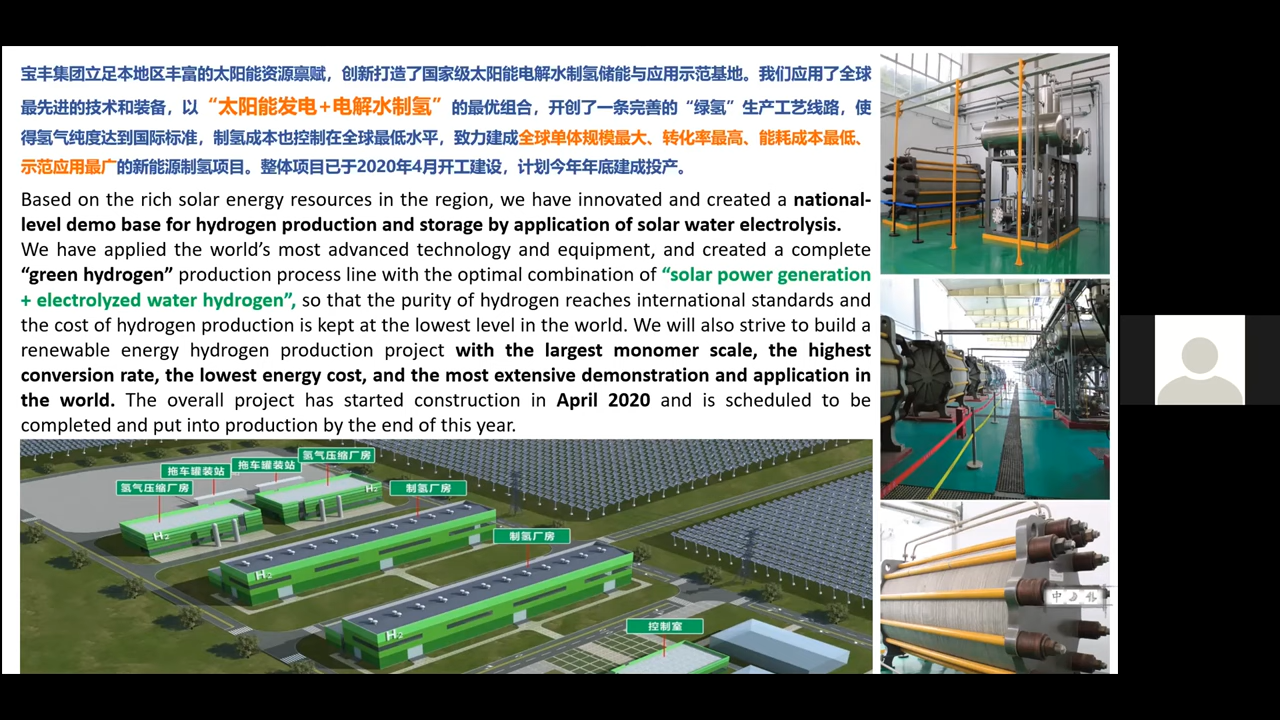 宝丰集团立足本地区丰富的太阳能资源禀赋，创新打造了国家级太阳能电解水制氢储能与应用示范基地。我们应用了全球
最先进的技术和装备，以“太阳能发电+电解水制氢”的最优组合，开创了一条完善的“绿氢”生产工艺线路，使
得氢气纯度达到国际标准，制氢成本也控制在全球最低水平，致力建成全球单体规模最大、转化率最高、能耗成本最低、
示范应用最广的新能源制氢项目。整体项目已于2020年4月开工建设，计划今年年底建成投产。
Based on the rich solar energy resources in the region, we have innovated and created a national-
level demo base for hydrogen production and storage by application of solar water electrolysis.
We have applied the world’s most advanced technology and equipment, and created a complete
“green hydrogen” production process line with the optimal combination of “solar power generation
+ electrolyzed water hydrogen”, so that the purity of hydrogen reaches international standards and
the cost of hydrogen production is kept at the lowest level in the world. We will also strive to build a
renewable energy hydrogen production project with the largest monomer scale, the highest
conversion rate, the lowest energy cost, and the most extensive demonstration and application in
the world. The overall project has started construction in April 2020 and is scheduled to be
completed and put into production by the end of this year.
氢气压缩厂房
拖车罐装站
拖车罐装站
氢气压缩厂房
制氢厂房
H₂
H₂
制氢厂房
H₂
H₂
控制室
中